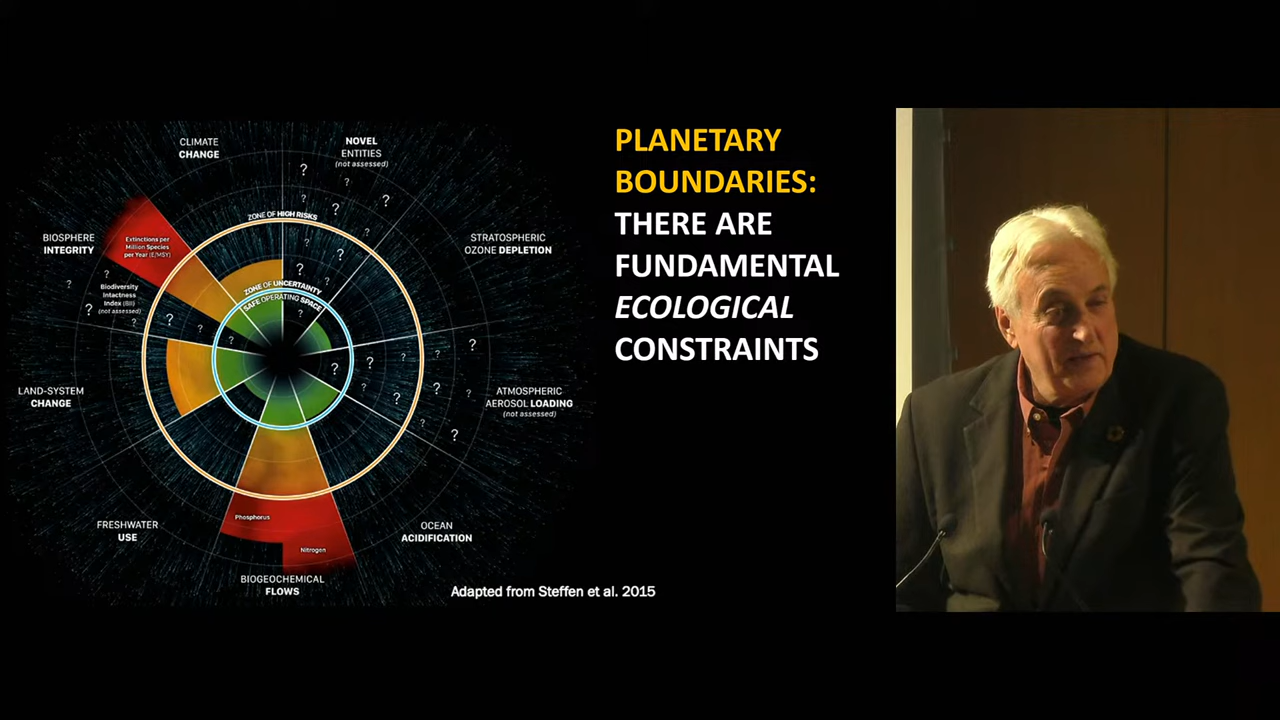 CLIMATE
CHANGE
NOVEL
ENTITIES
(not assessed)
?
?
?
?
?
?
?
?
?
?
?
ZONE OF HIGH RISKS
BIOSPHERE
INTEGRITY
Extinctions per
Million Species
per Year (E/MSY)
STRATOSPHERIC
OZONE DEPLETION
?
?
?
Biodiversity
Intactness
Index (BII)
(not assessed)
?
?
?
ZONE OF UNCERTAINTY
SAFE OPERATING SPACE
LAND-SYSTEM
CHANGE
?
?
?
?
?
?
?
?
?
?
?
ATMOSPHERIC
AEROSOL LOADING
(not assessed)
FRESHWATER
USE
Phosphorus
Nitrogen
OCEAN
ACIDIFICATION
BIOGEOCHEMICAL
FLOWS
Adapted from Steffen et al. 2015
PLANETARY
BOUNDARIES:
THERE ARE
FUNDAMENTAL
ECOLOGICAL
CONSTRAINTS